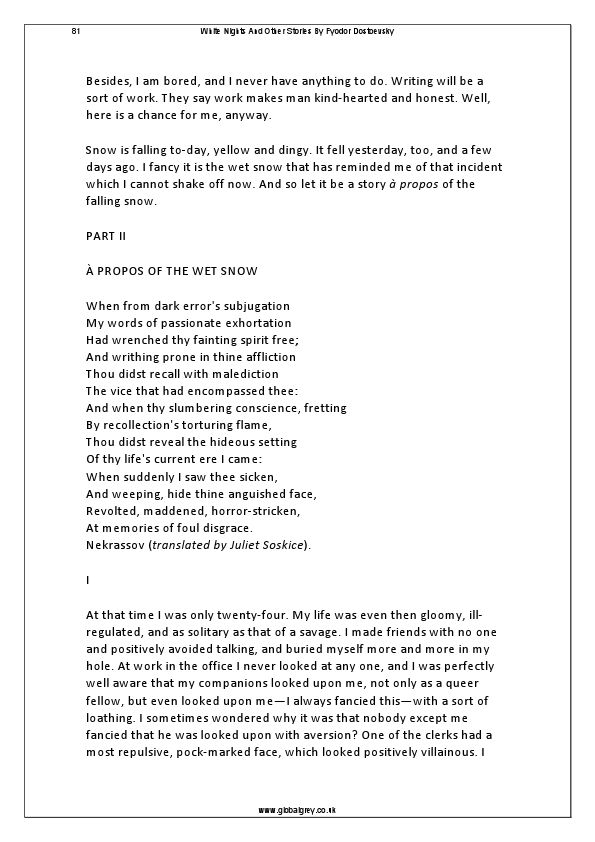 81 White Nights And Other Stories By Fyodor Dostoevsky
Besides, I am bored, and I never have anything to do. Writing will be a
sort of work. They say work makes man kind-hearted and honest. Well,
here is a chance for me, anyway.
Snow is falling to-day, yellow and dingy. It fell yesterday, too, and a few
days ago. I fancy it is the wet snow that has reminded me of that incident
which I cannot shake off now. And so let it be a story à propos of the
falling snow.
PART II
À PROPOS OF THE WET SNOW
When from dark error's subjugation
My words of passionate exhortation
Had wrenched thy fainting spirit free;
And writhing prone in thine affliction
Thou didst recall with malediction
The vice that had encompassed thee:
And when thy slumbering conscience, fretting
By recollection's torturing flame,
Thou didst reveal the hideous setting
Of thy life's current ere I came:
When suddenly I saw thee sicken,
And weeping, hide thine anguished face,
Revolted, maddened, horror-stricken,
At memories of foul disgrace.
Nekrassov (translated by Juliet Soskice).
I
At that time I was only twenty-four. My life was even then gloomy, ill-
regulated, and as solitary as that of a savage. I made friends with no one
and positively avoided talking, and buried myself more and more in my
hole. At work in the office I never looked at any one, and I was perfectly
well aware that my companions looked upon me, not only as a queer
fellow, but even looked upon me—I always fancied this—with a sort of
loathing. I sometimes wondered why it was that nobody except me
fancied that he was looked upon with aversion? One of the clerks had a
most repulsive, pock-marked face, which looked positively villainous. I
www.globalgrey.co.uk